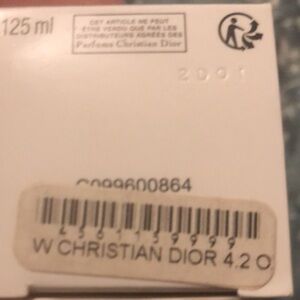 125 ml
CET ARTICLE NE PEUT
ÊTRE VENDU QUE PAR LES
DISTRIBUTEURS AGRÉÉS DES
Parfums Christian Dior
2001
C099600864
4561159999
W CHRISTIAN DIOR 4.2 O